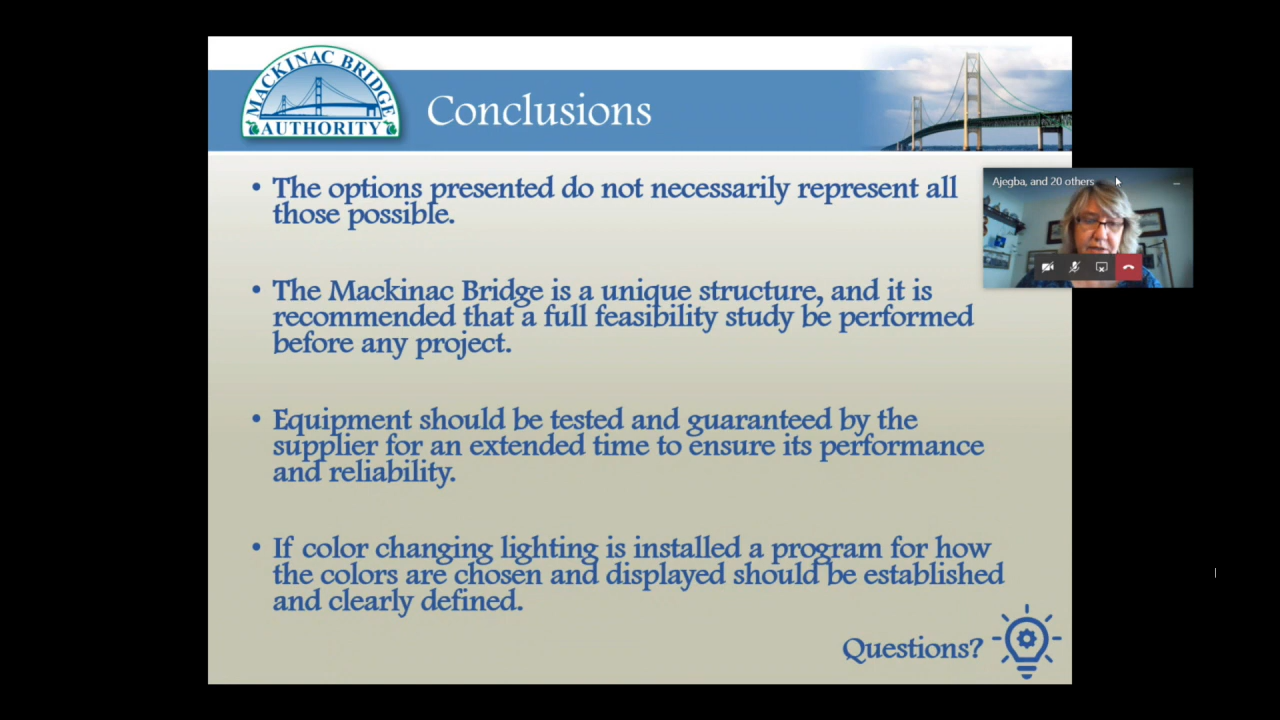 MACKINAC BRIDGE
AUTHORITY
Conclusions
Ajegba, and 20 others
• The options presented do not necessarily represent all
those possible.
• The Mackinac Bridge is a unique structure, and it is
recommended that a full feasibility study be performed
before any project.
• Equipment should be tested and guaranteed by the
supplier for an extended time to ensure its performance
and reliability.
• If color changing lighting is installed a program for how
the colors are chosen and displayed should be established
and clearly defined.
Questions?